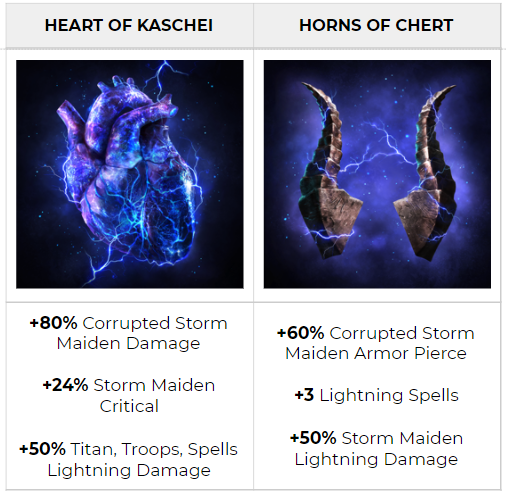 HEART OF KASCHEI
HORNS OF CHERT
+80% Corrupted Storm
Maiden Damage
+24% Storm Maiden
Critical
+50% Titan, Troops, Spells
Lightning Damage
+60% Corrupted Storm
Maiden Armor Pierce
+3 Lightning Spells
+50% Storm Maiden
Lightning Damage